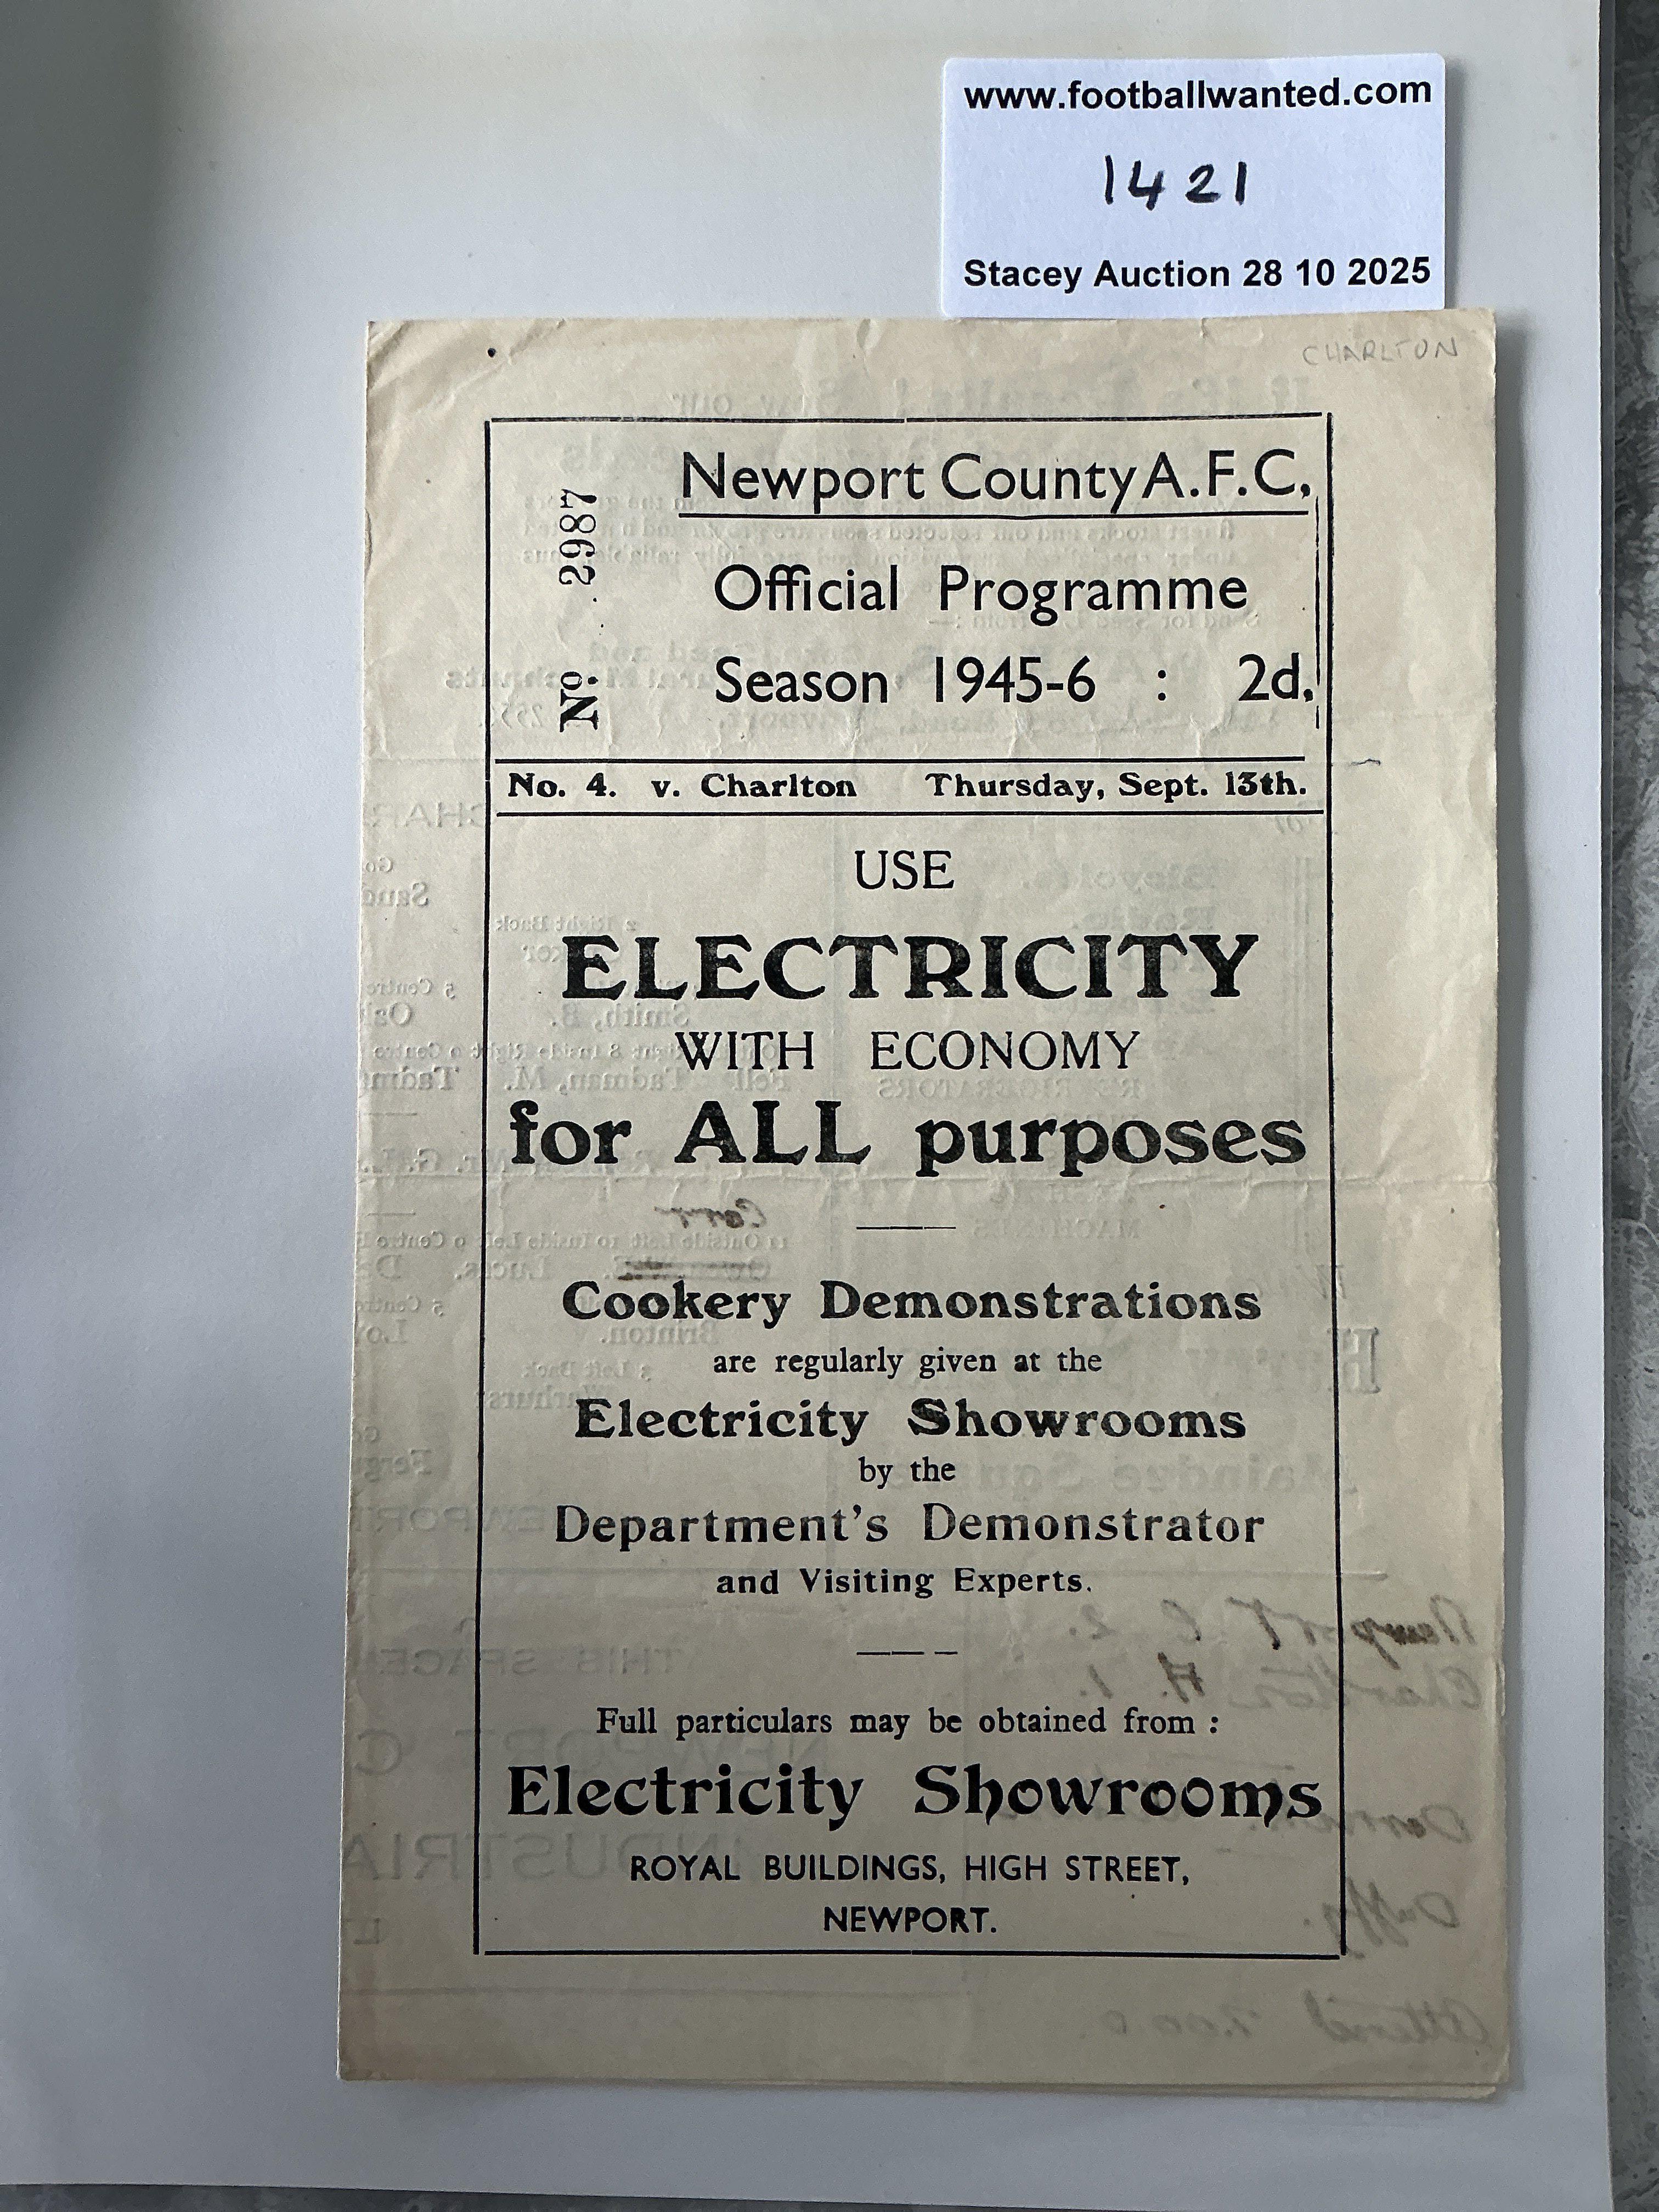 www.footballwanted.com
1421
Stacey Auction 28 10 2025
CHARLTON
No. 2987
Newport County A.F.C,
Official Programme
Season 1945-6 : 2d,
No. 4. v. Charlton Thursday, Sept. 13th.
USE
ELECTRICITY
WITH ECONOMY
for ALL purposes
Cookery Demonstrations
are regularly given at the
Electricity Showrooms
by the
Department's Demonstrator
and Visiting Experts.
Full particulars may be obtained from :
Electricity Showrooms
ROYAL BUILDINGS, HIGH STREET,
NEWPORT.